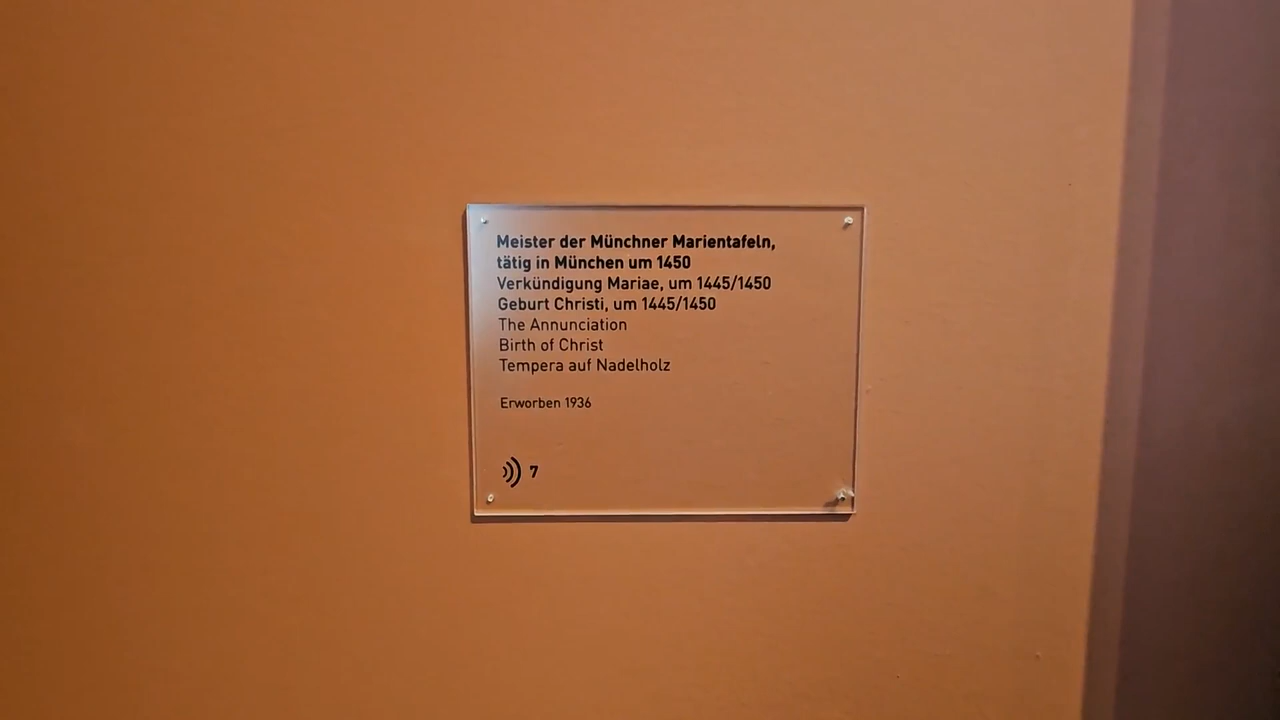 Meister der Münchner Marientafeln,
tätig in München um 1450
Verkündigung Mariae, um 1445/1450
Geburt Christi, um 1445/1450
The Annunciation
Birth of Christ
Tempera auf Nadelholz
Erworben 1936
7